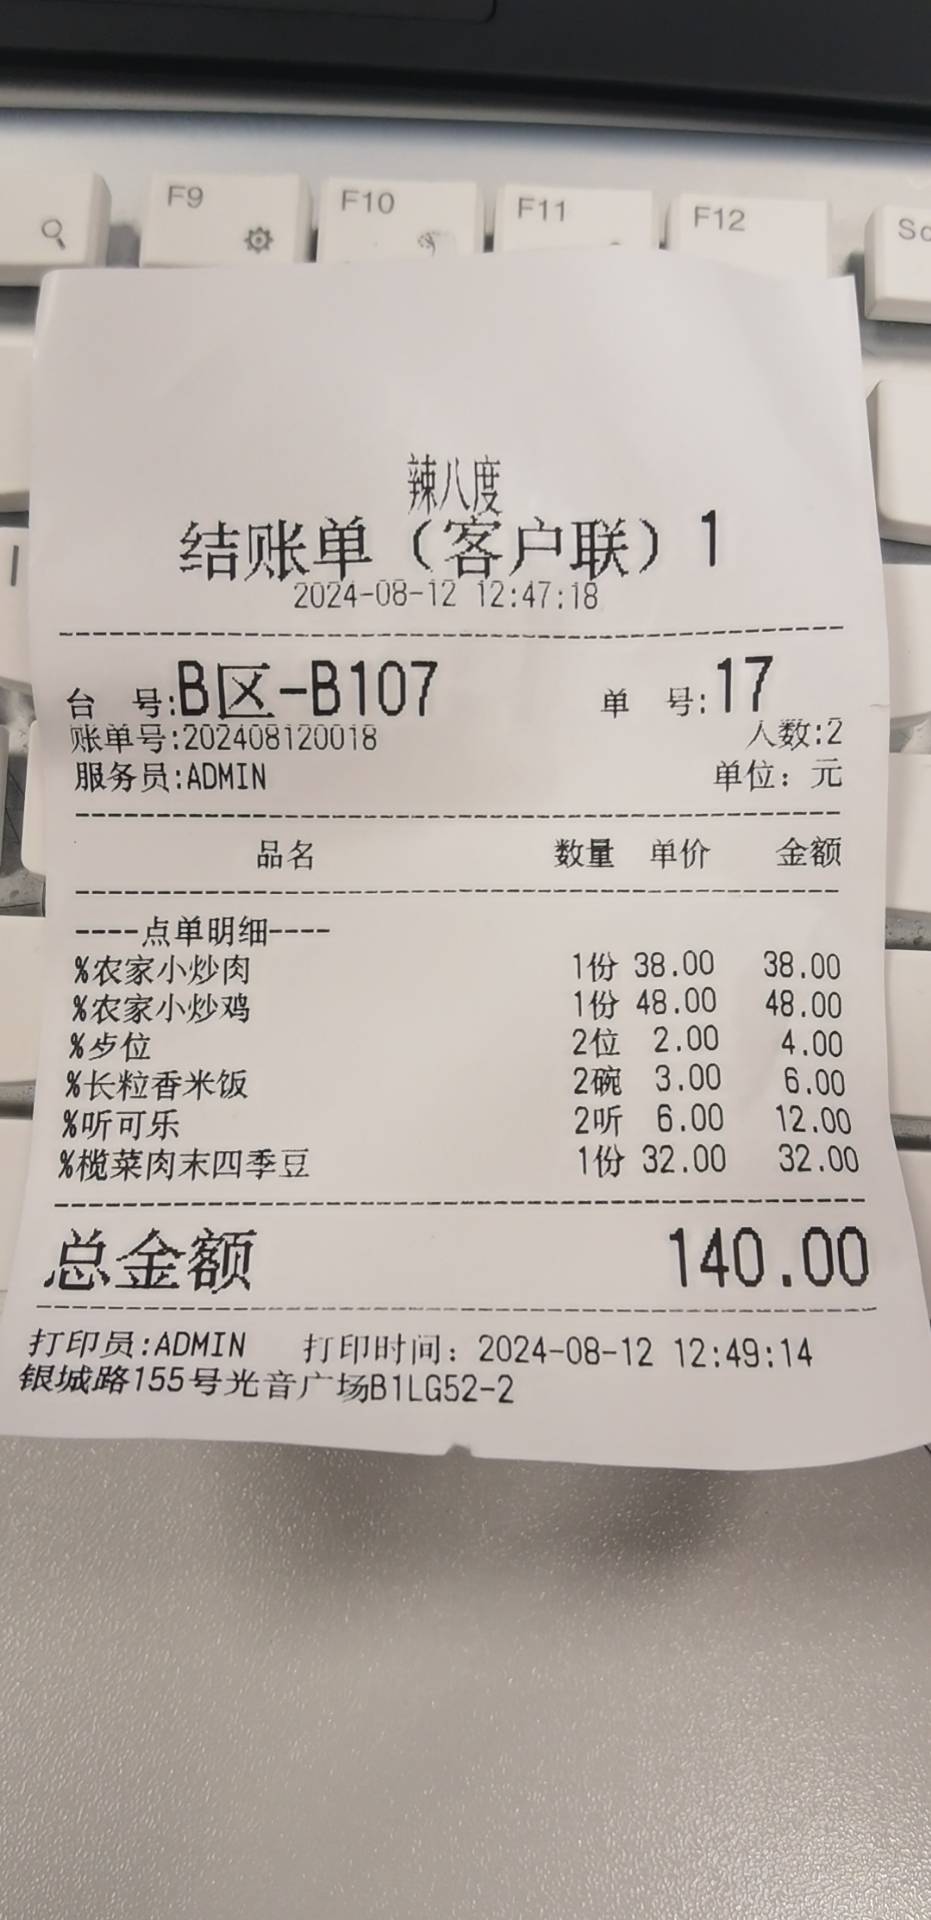 F9
F10
F11
F12
Sc
辣八度
结账单（客户联）1
2024-08-12 12:47:18
台 号:B区-B107 单 号:17
账单号:202408120018 人数:2
服务员:ADMIN 单位：元
品名 数量 单价 金额
----点单明细----
%农家小炒肉 1份 38.00 38.00
%农家小炒鸡 1份 48.00 48.00
%歺位 2位 2.00 4.00
%长粒香米饭 2碗 3.00 6.00
%听可乐 2听 6.00 12.00
%榄菜肉末四季豆 1份 32.00 32.00
总金额 140.00
打印员:ADMIN 打印时间：2024-08-12 12:49:14
银城路155号光音广场B1LG52-2